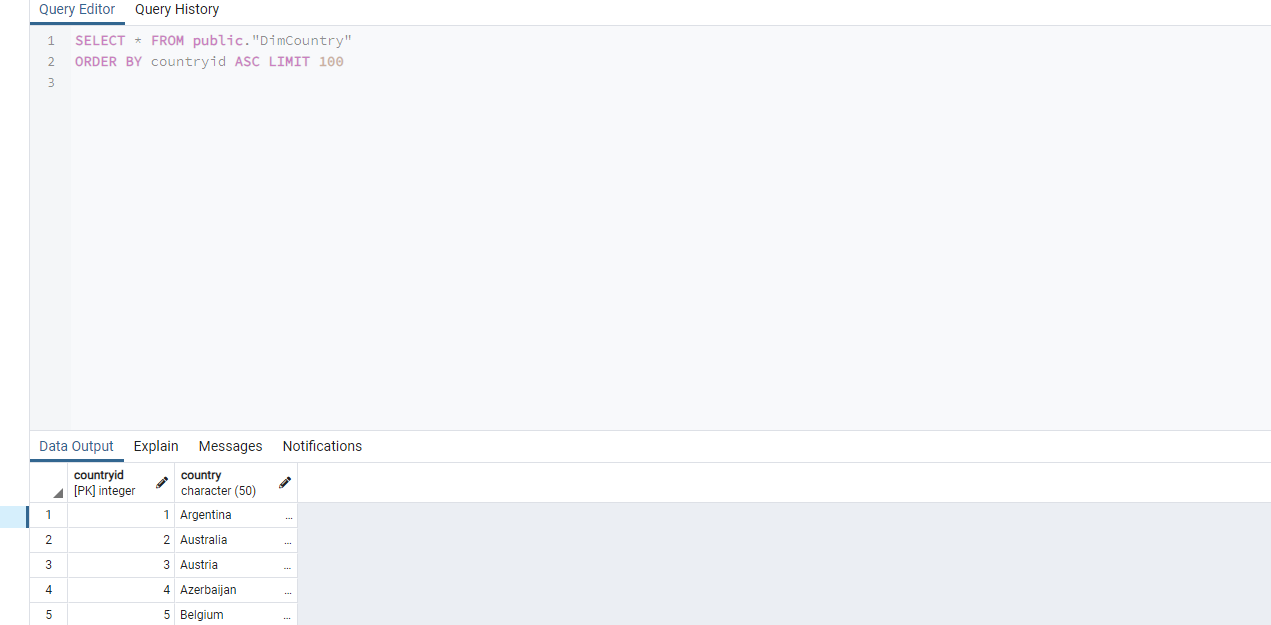 Query Editor Query History
1 SELECT * FROM public."DimCountry"
2 ORDER BY countryid ASC LIMIT 100
3
Data Output Explain Messages Notifications
countryid country
[PK] integer character (50)
1 1 Argentina ...
2 2 Australia ...
3 3 Austria ...
4 4 Azerbaijan ...
5 5 Belgium ...